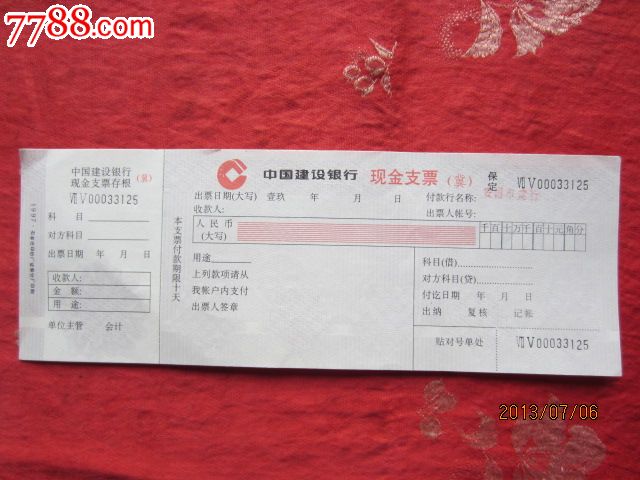 7788.com
中国建设银行
现金支票存根
(冀)
ⅦⅤ00033125
科　目
对方科目
出票日期　年　月　日
收款人:
金　额:
用　途:
单位主管　会计
1997
本支票付款期限十天
中国建设银行　现金支票(冀)
保定
ⅦⅤ00033125
出票日期(大写)　壹玖　年　月　日
付款行名称:
收款人:
出票人帐号:
人民币
(大写)
千百十万千百十元角分
用途
上列款项请从
我帐户内支付
出票人签章
科目(借)
对方科目(贷)
付讫日期　年　月　日
出纳　复核　记帐
贴对号单处
ⅦⅤ00033125
2013/07/06